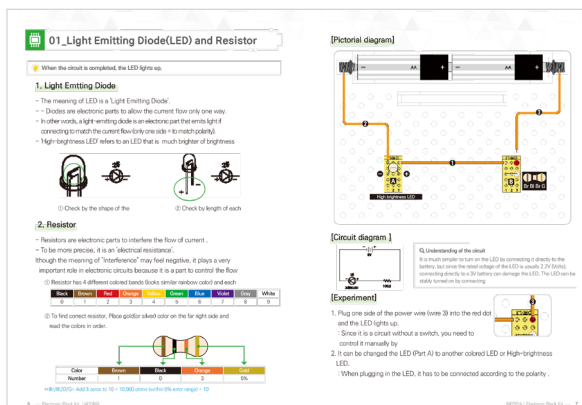 01_Light Emitting Diode(LED) and Resistor
When the circuit is completed, the LED lights up.
1. Light Emtting Diode
- The meaning of LED is a 'Light Emitting Diode'.
- - Diodes are electronic parts to allow the current flow only one way.
- In other words, a light-emitting diode is an electronic part that emits light if
connecting to match the current flow (only one side = to match polarity).
- 'High-brightness LED' refers to an LED that is much brighter of brightness
① Check by the shape of the
② Check by length of each
2. Resistor
- Resistors are electronic parts to interfere the flow of current .
- To be more precise, it is an 'electrical resistance'.
lthough the meaning of "interference" may feel negative, it plays a very
important role in electronic circuits because it is a part to control the flow
① Resistor has 4 different colored bands (looks similar rainbow color) and each
Black Brown Red Orange Yellow Green Blue Violet Gray White
0 1 2 3 4 5 6 7 8 9
② To find correct resistor, Place gold(or silver) color on the far right side and
read the colors in order.
Color Brown Black Orange Gold
Number 1 0 3 5%
[Pictorial diagram]
- AA + - AA +
③
②
①
A
B
High brightness LED
Br Bl Br G
[Circuit diagram ]
3V
100Ω
Q. Understanding of the circuit
It is much simpler to turn on the LED by connecting it directly to the
battery, but since the rated voltage of the LED is usually 2.2V (Volts),
connecting directly to a 3V battery can damage the LED. The LED can be
stably turned on by connecting
[Experiment]
1. Plug one side of the power wire (wire 3) into the red dot
and the LED lights up.
: Since it is a circuit without a switch, you need to
control it manually by
2. It can be changed the LED (Part A) to another colored LED or High-brightness
LED.
: When plugging in the LED, it has to be connected according to the polarity .